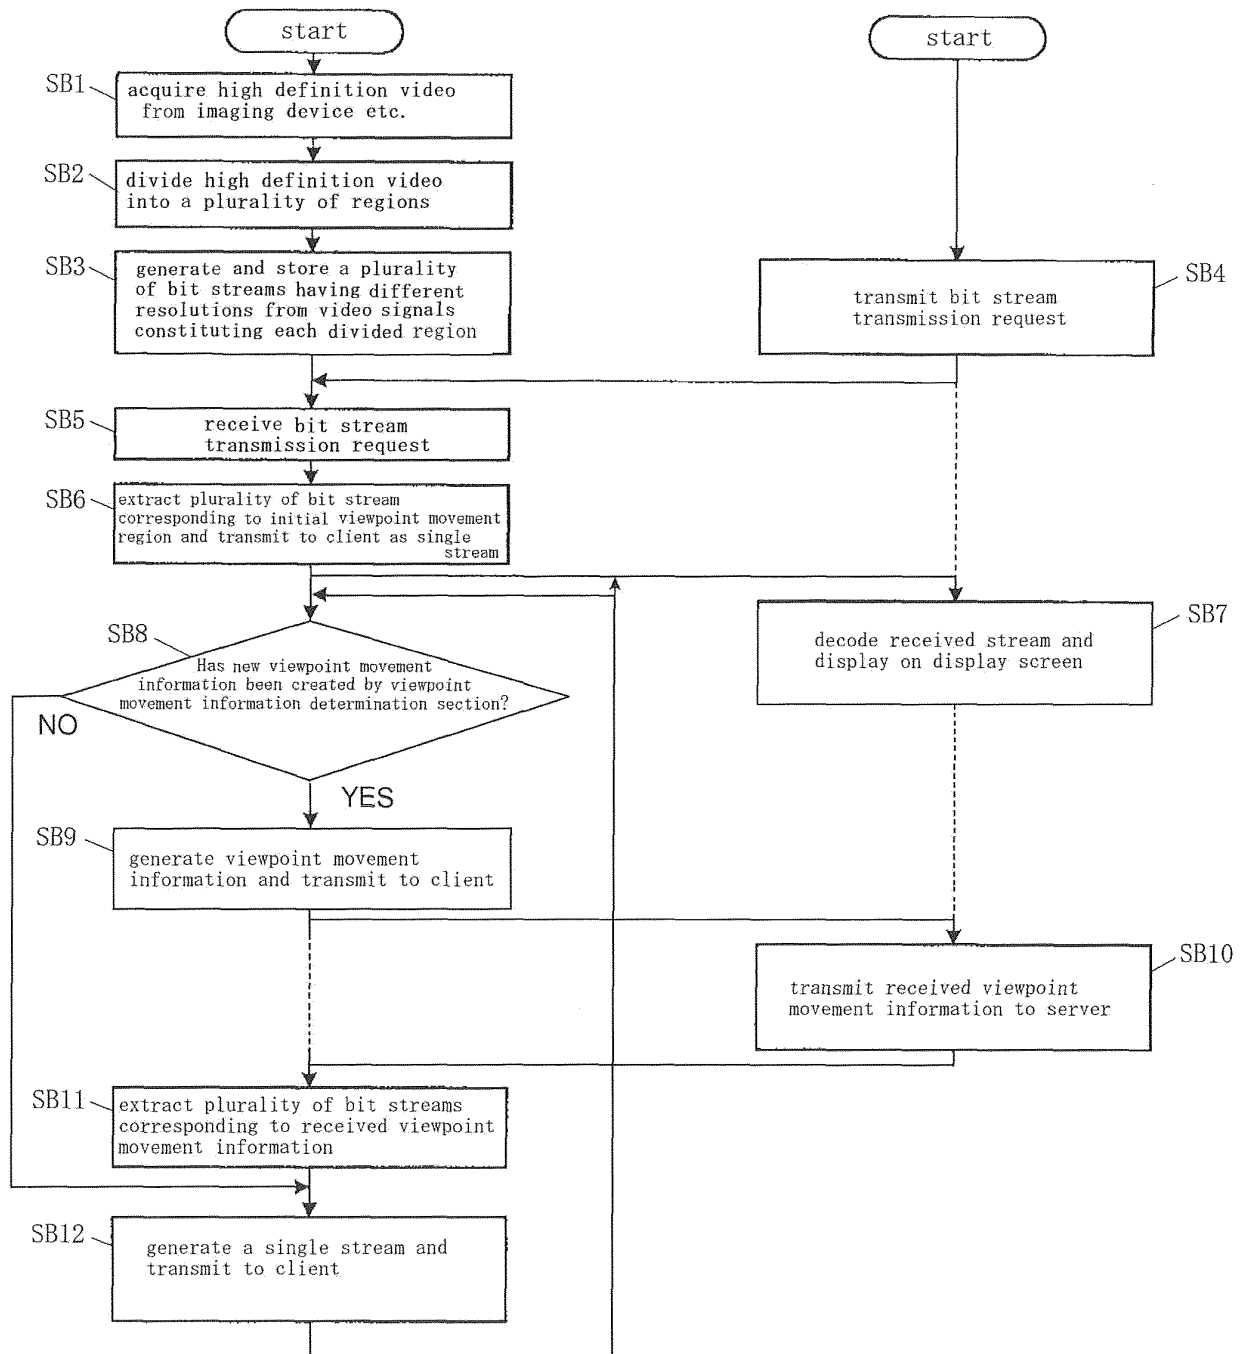 start
start
SB1
acquire high definition video
from imaging device etc.
SB2
divide high definition video
into a plurality of regions
SB3
generate and store a plurality
of bit streams having different
resolutions from video signals
constituting each divided region
SB4
transmit bit stream
transmission request
SB5
receive bit stream
transmission request
SB6
extract plurality of bit stream
corresponding to initial viewpoint movement
region and transmit to client as single
stream
SB7
decode received stream and
display on display screen
SB8
Has new viewpoint movement
information been created by viewpoint
movement information determination section?
NO
YES
SB9
generate viewpoint movement
information and transmit to client
SB10
transmit received viewpoint
movement information to server
SB11
extract plurality of bit streams
corresponding to received viewpoint
movement information
SB12
generate a single stream and
transmit to client